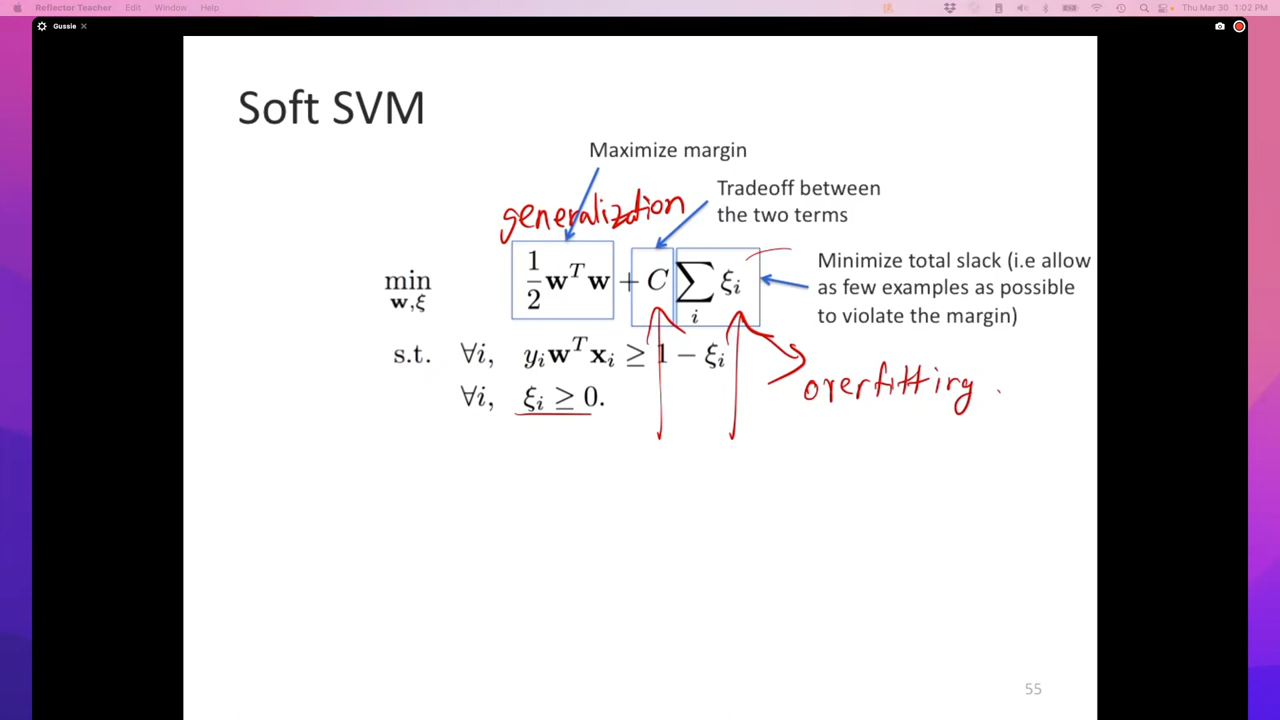 Reflector Teacher Edit Window Help Thu Mar 30 1:02 PM
Gussie
Soft SVM
Maximize margin
Tradeoff between
the two terms
generalization
min w,ξ 1/2 w^T w + C ∑_i ξ_i
Minimize total slack (i.e allow
as few examples as possible
to violate the margin)
s.t. ∀i, y_i w^T x_i ≥ 1 − ξ_i
∀i, ξ_i ≥ 0.
overfitting .
55